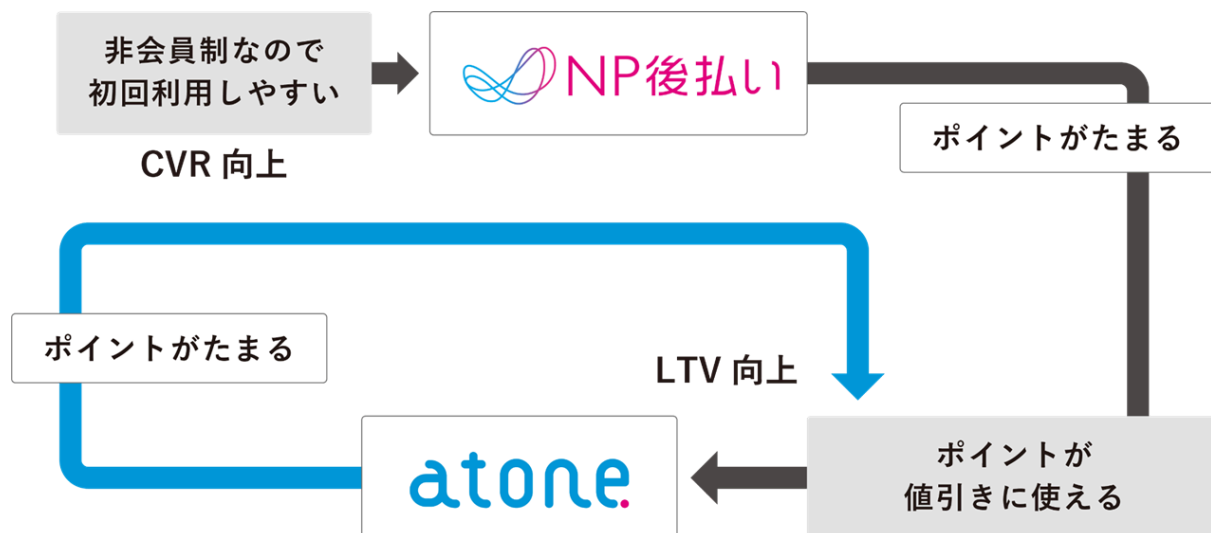 非会員制なので
初回利用しやすい
NP後払い
CVR 向上
ポイントがたまる
ポイントがたまる
LTV 向上
atone.
ポイントが
値引きに使える